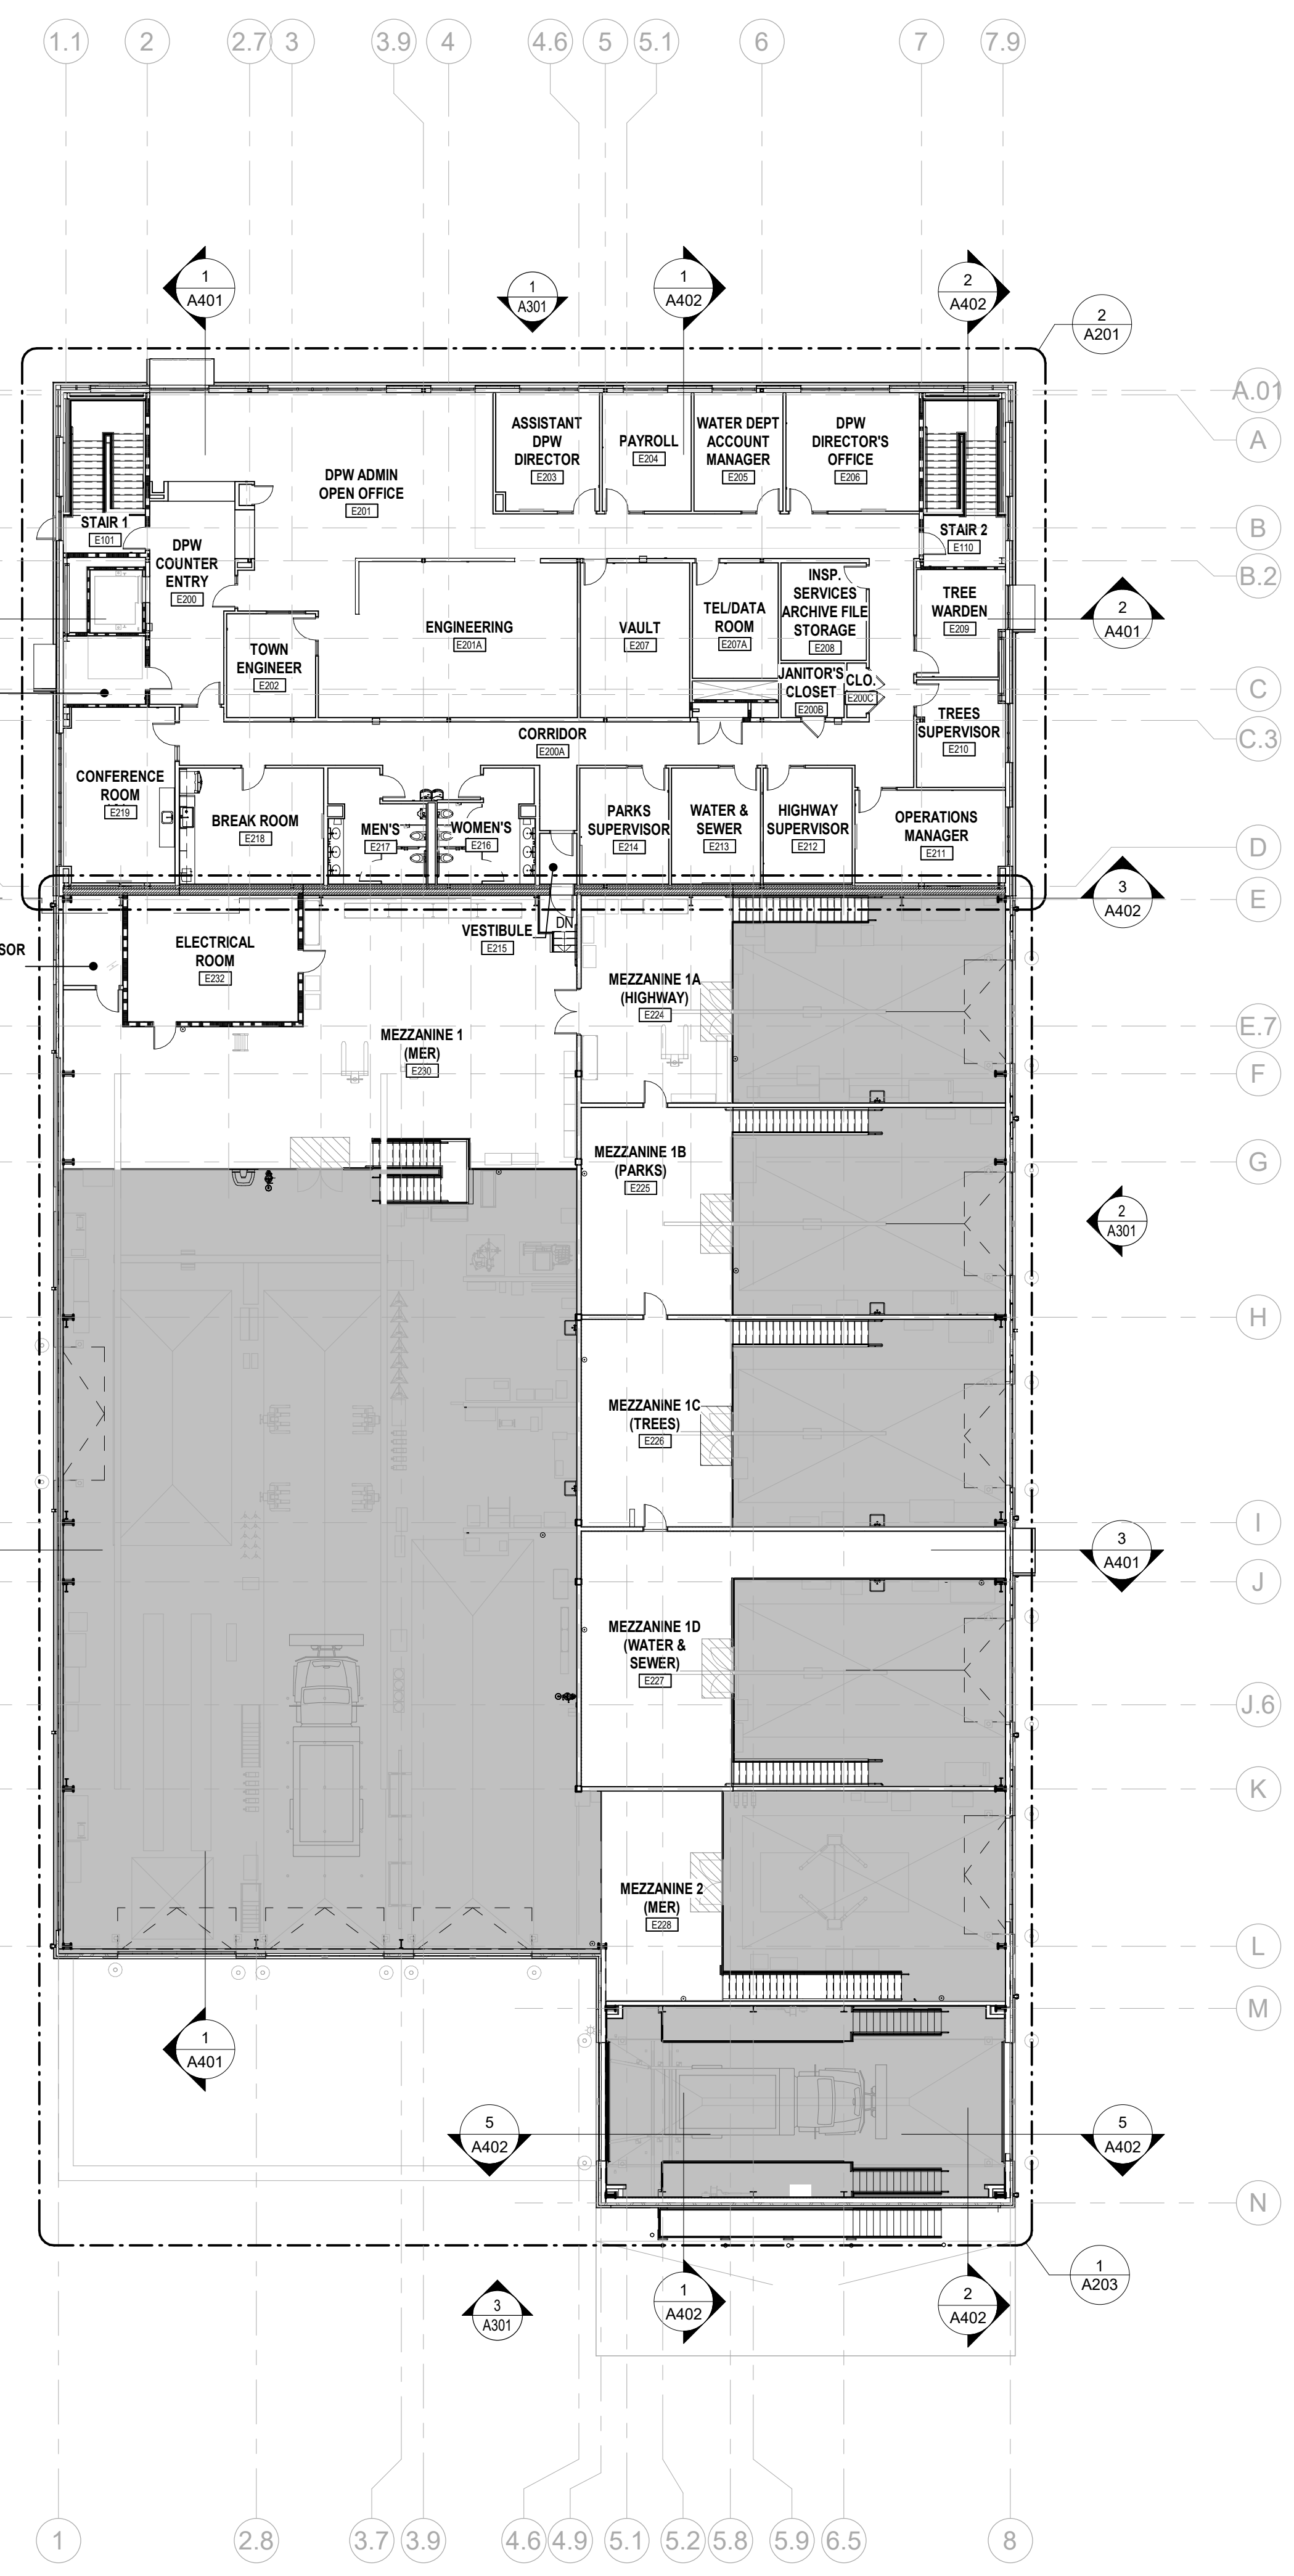 1.1
2
2.7
3
3.9
4
4.6
5
5.1
6
7
7.9
1
A401
1
A301
1
A402
2
A402
2
A201
A.01
A
B
B.2
C
C.3
D
E
E.7
F
G
H
I
J
J.6
K
L
M
N
ASSISTANT
DPW
DIRECTOR
E203
PAYROLL
E204
WATER DEPT
ACCOUNT
MANAGER
E205
DPW
DIRECTOR'S
OFFICE
E206
DPW ADMIN
OPEN OFFICE
E201
STAIR 1
E101
STAIR 2
E110
DPW
COUNTER
ENTRY
E200
TOWN
ENGINEER
E202
ENGINEERING
E201A
VAULT
E207
TEL/DATA
ROOM
E207A
INSP.
SERVICES
ARCHIVE FILE
STORAGE
E208
TREE
WARDEN
E209
2
A401
JANITOR'S
CLOSET
E200B
CLO.
E200C
TREES
SUPERVISOR
E210
CORRIDOR
E200A
CONFERENCE
ROOM
E219
BREAK ROOM
E218
MEN'S
E217
WOMEN'S
E216
PARKS
SUPERVISOR
E214
WATER &
SEWER
E213
HIGHWAY
SUPERVISOR
E212
OPERATIONS
MANAGER
E211
3
A402
SOR
ELECTRICAL
ROOM
E232
VESTIBULE
E215
DN
MEZZANINE 1A
(HIGHWAY)
E224
MEZZANINE 1
(MER)
E230
MEZZANINE 1B
(PARKS)
E225
2
A301
MEZZANINE 1C
(TREES)
E226
3
A401
MEZZANINE 1D
(WATER &
SEWER)
E227
MEZZANINE 2
(MER)
E228
1
A401
5
A402
5
A402
1
A203
3
A301
1
A402
2
A402
1
2.8
3.7
3.9
4.6
4.9
5.1
5.2
5.8
5.9
6.5
8